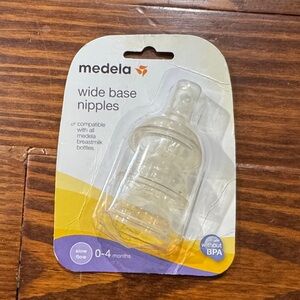 medela
wide base
nipples
compatible
with all
medela
breastmilk
bottles.
slow
flow
0-4 months
without
BPA